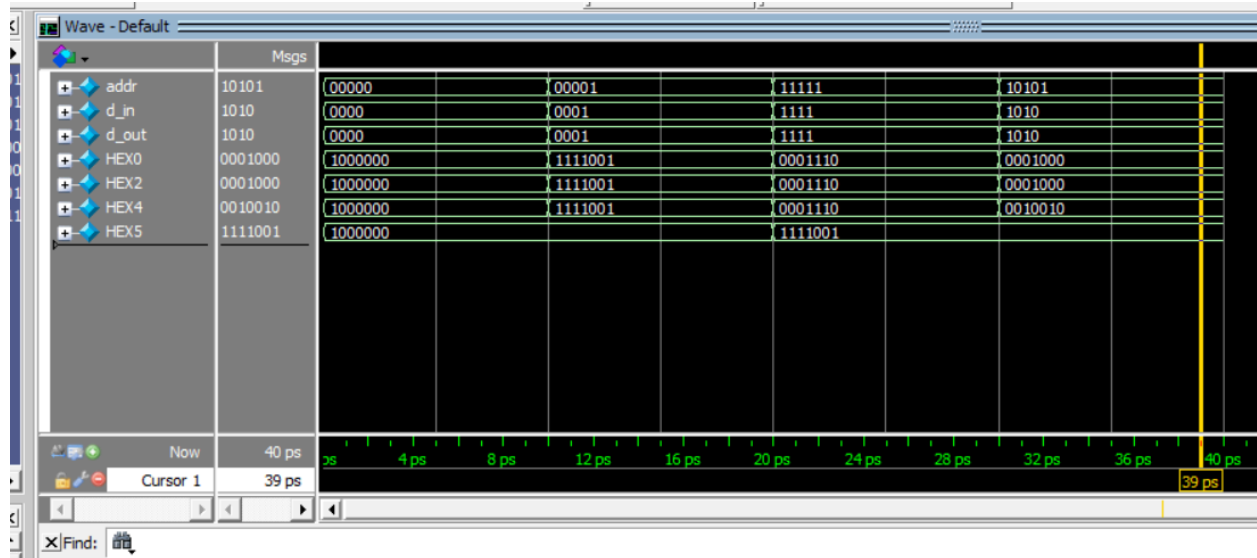 Wave - Default
Msgs
addr 10101 00000 00001 11111 10101
d_in 1010 0000 0001 1111 1010
d_out 1010 0000 0001 1111 1010
HEX0 0001000 1000000 1111001 0001110 0001000
HEX2 0001000 1000000 1111001 0001110 0001000
HEX4 0010010 1000000 1111001 0001110 0010010
HEX5 1111001 1000000 1111001
Now 40 ps ps 4 ps 8 ps 12 ps 16 ps 20 ps 24 ps 28 ps 32 ps 36 ps 40 ps
Cursor 1 39 ps 39 ps
Find: